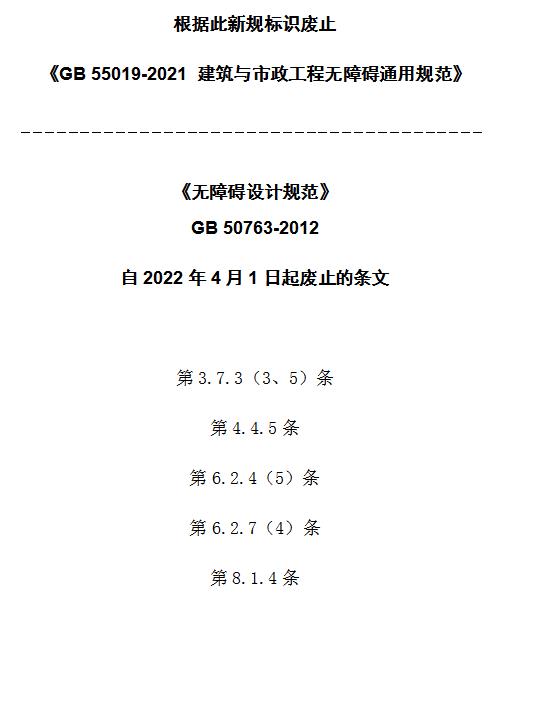 根据此新规标识废止
《GB 55019-2021 建筑与市政工程无障碍通用规范》
《无障碍设计规范》
GB 50763-2012
自 2022 年 4 月 1 日起废止的条文
第 3.7.3（3、5）条
第 4.4.5 条
第 6.2.4（5）条
第 6.2.7（4）条
第 8.1.4 条